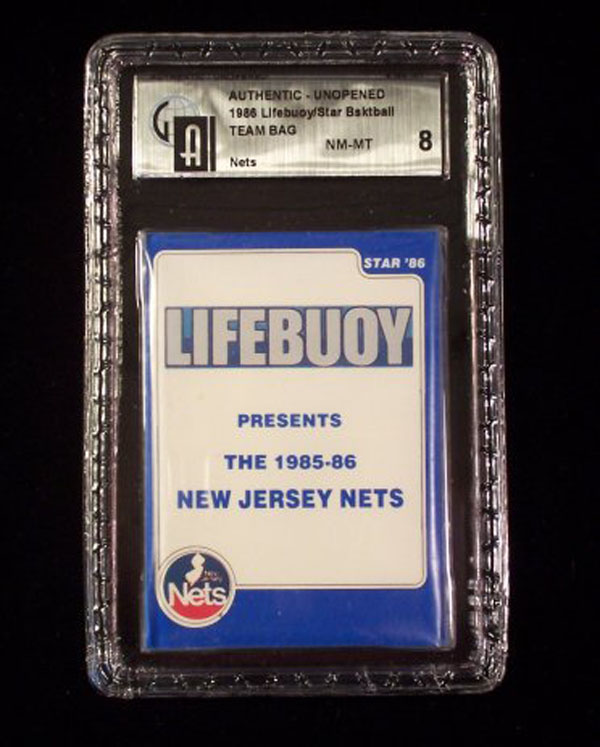 AUTHENTIC - UNOPENED
1986 Lifebuoy/Star Bsktball
TEAM BAG
NM-MT 8
Nets
GA
STAR '86
LIFEBUOY
PRESENTS
THE 1985-86
NEW JERSEY NETS
Nets